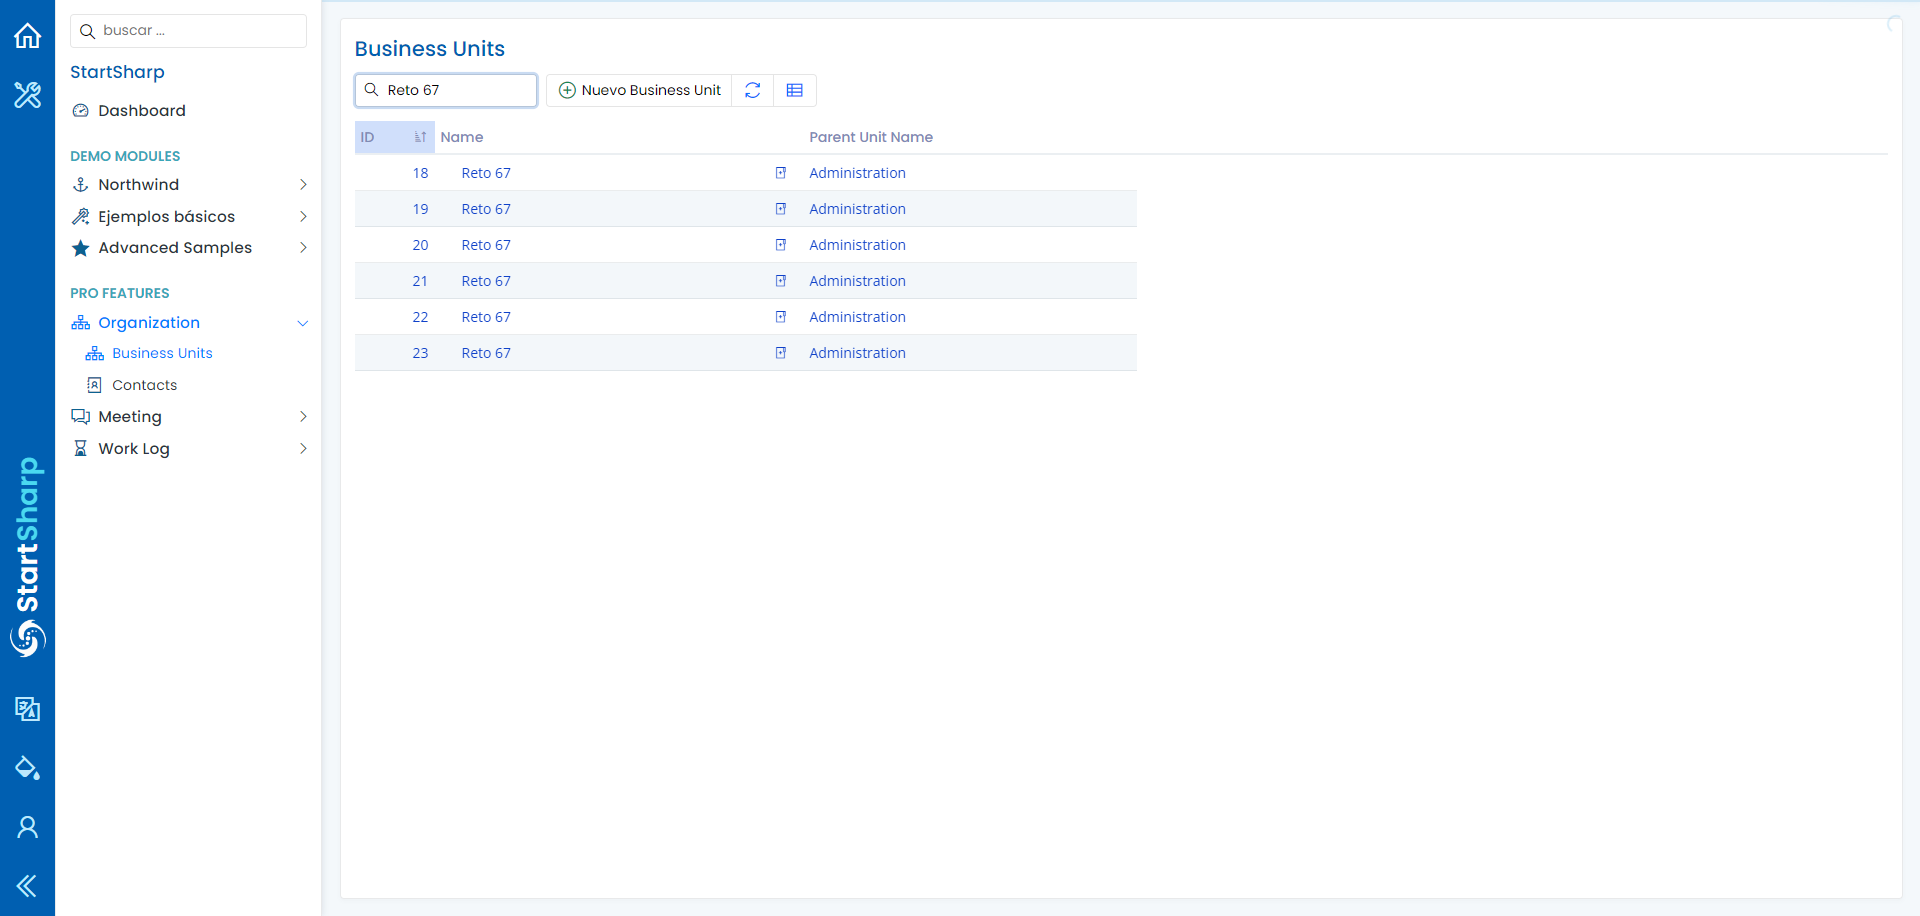 buscar ...
StartSharp
Dashboard
DEMO MODULES
Northwind
Ejemplos básicos
Advanced Samples
PRO FEATURES
Organization
Business Units
Contacts
Meeting
Work Log
StartSharp
Business Units
Reto 67
Nuevo Business Unit
ID Name Parent Unit Name
18 Reto 67 Administration
19 Reto 67 Administration
20 Reto 67 Administration
21 Reto 67 Administration
22 Reto 67 Administration
23 Reto 67 Administration